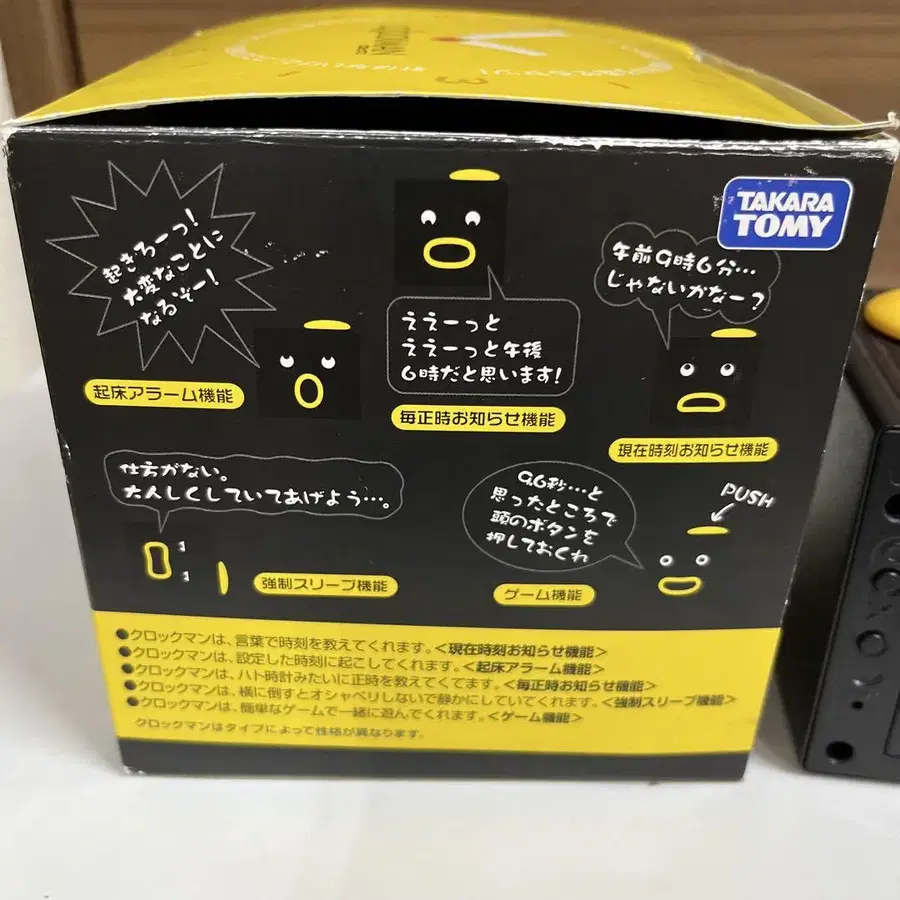 3
TAKARA
TOMY
起きろーっ!
大変なことに
なるぞー!
起床アラーム機能
ええーっと
ええーっと午後
6時だと思います!
毎正時お知らせ機能
午前9時6分…
じゃないかなー?
現在時刻お知らせ機能
仕方がない。
大人しくしていてあげよう…。
強制スリープ機能
9.6秒…と
思ったところで
頭のボタンを
押しておくれ
PUSH
ゲーム機能
●クロックマンは、言葉で時刻を教えてくれます。<現在時刻お知らせ機能>
●クロックマンは、設定した時刻に起こしてくれます。<起床アラーム機能>
●クロックマンは、ハト時計みたいに正時を教えてくてます。<毎正時お知らせ機能>
●クロックマンは、横に倒すとオシャベリしないで静かにしていてくれます。<強制スリープ機能>
●クロックマンは、簡単なゲームで一緒に遊んでくれます。<ゲーム機能>
クロックマンはタイプによって性格が異なります。